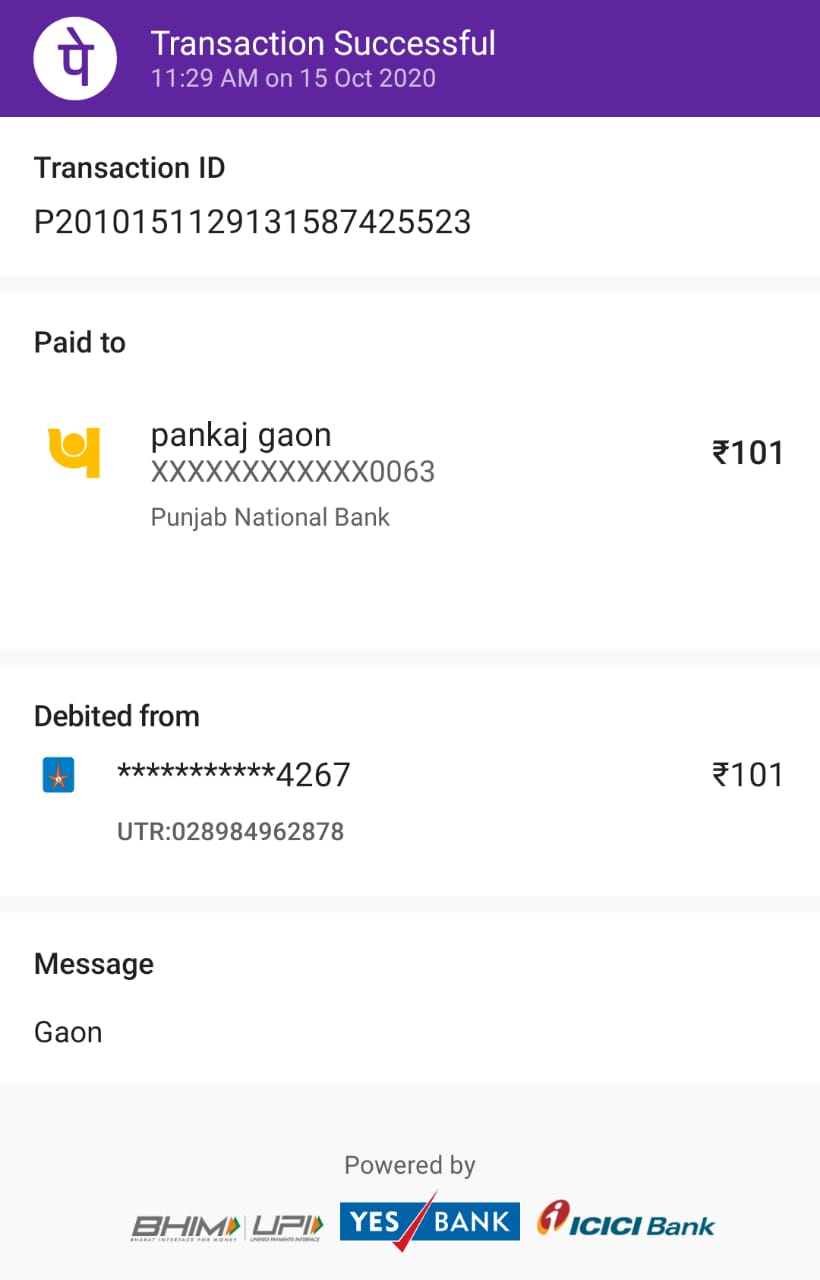 पे
Transaction Successful
11:29 AM on 15 Oct 2020
Transaction ID
P2010151129131587425523
Paid to
pankaj gaon
₹101
XXXXXXXXXXXX0063
Punjab National Bank
Debited from
***********4267
₹101
UTR:028984962878
Message
Gaon
Powered by
BHIM UPI YES BANK ICICI Bank
BHARAT INTERFACE FOR MONEY UNIFIED PAYMENTS INTERFACE